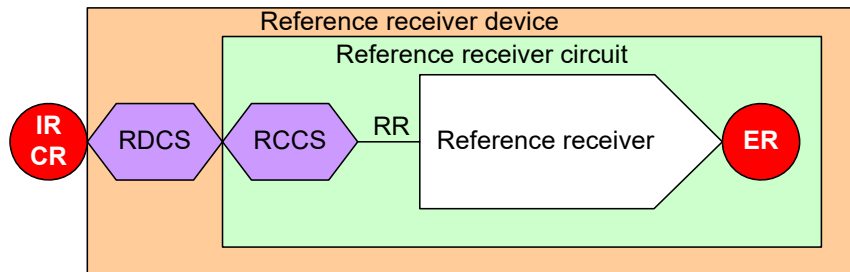 Reference receiver device
Reference receiver circuit
IR
CR
RDCS
RCCS
RR
Reference receiver
ER